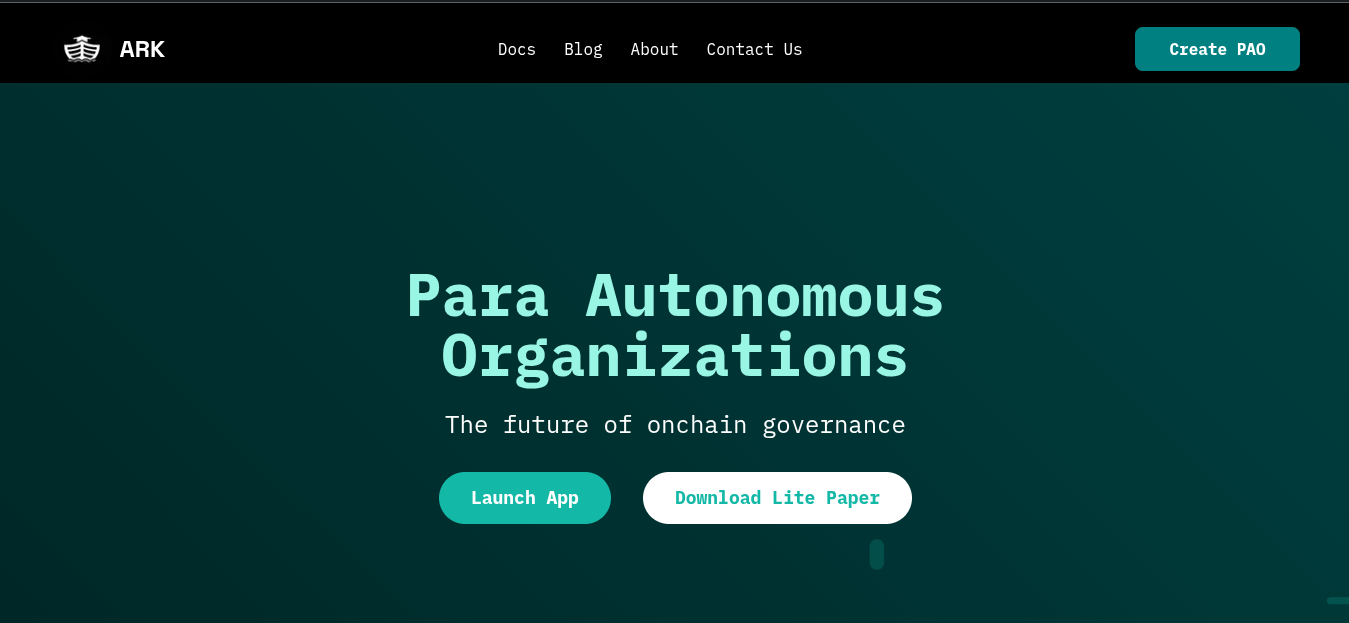 ARK
Docs Blog About Contact Us
Create PAO
Para Autonomous
Organizations
The future of onchain governance
Launch App
Download Lite Paper